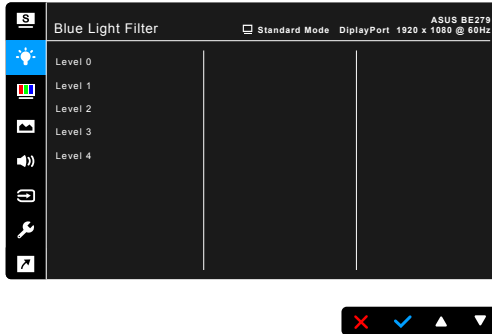 S
ASUS BE279
Blue Light Filter
Standard Mode DiplayPort 1920 x 1080 @ 60Hz
Level 0
Level 1
Level 2
Level 3
Level 4